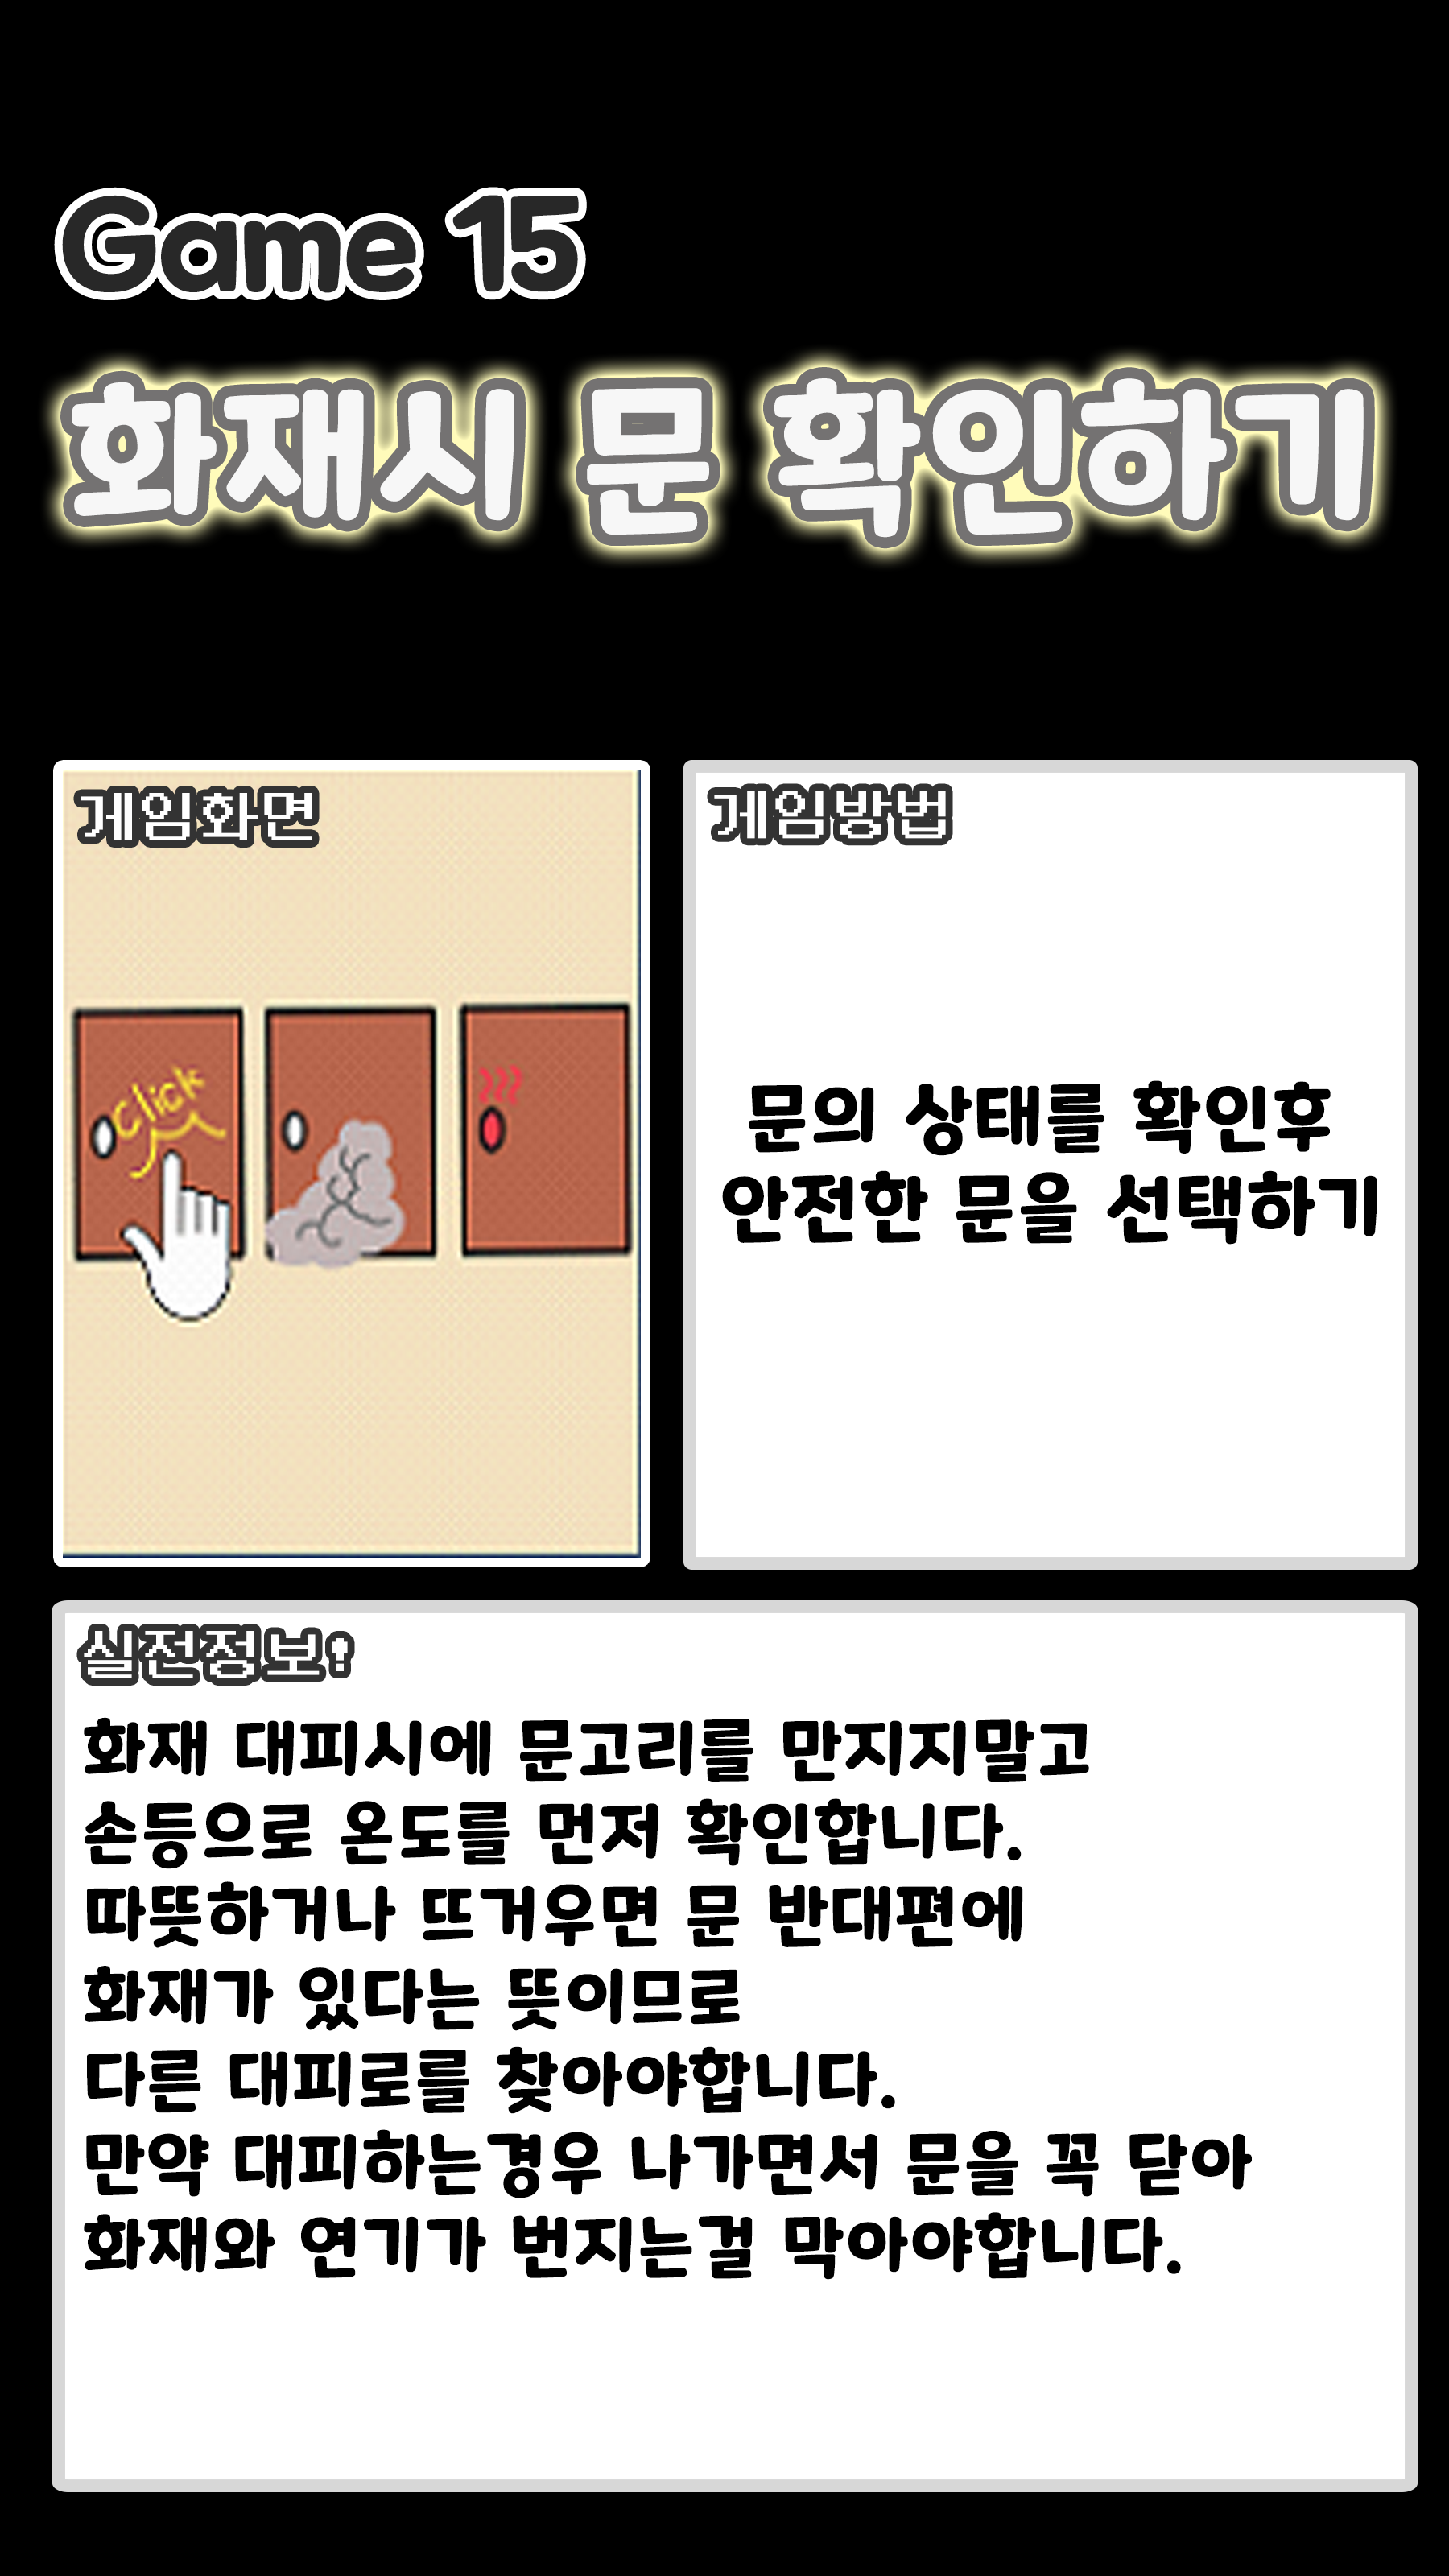 Game 15
화재시 문 확인하기
게임화면
click
게임방법
문의 상태를 확인후
안전한 문을 선택하기
실전정보!
화재 대피시에 문고리를 만지지말고
손등으로 온도를 먼저 확인합니다.
따뜻하거나 뜨거우면 문 반대편에
화재가 있다는 뜻이므로
다른 대피로를 찾아야합니다.
만약 대피하는경우 나가면서 문을 꼭 닫아
화재와 연기가 번지는걸 막아야합니다.